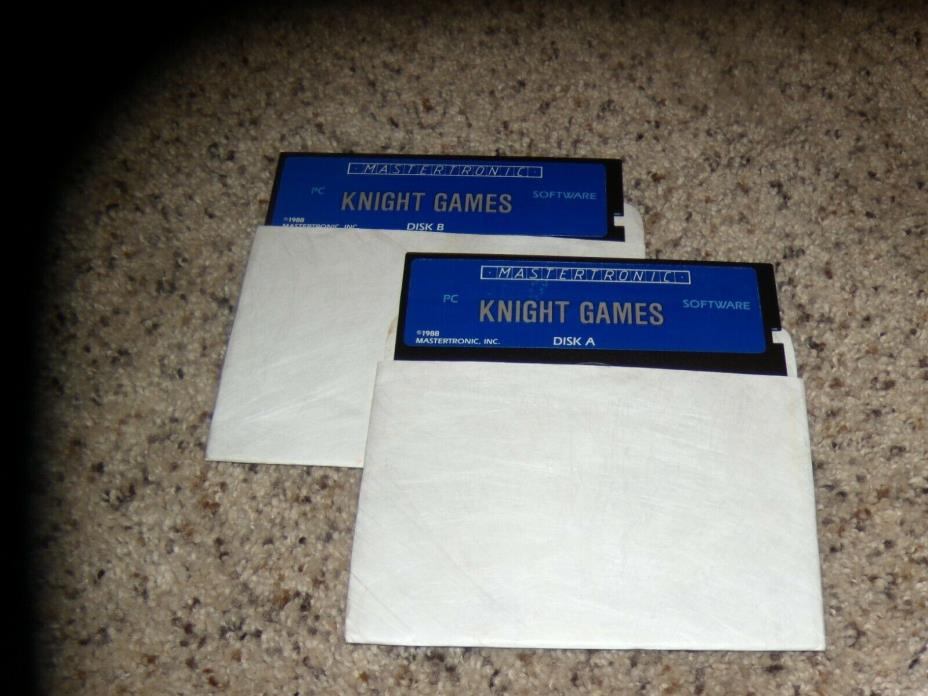 MASTERTRONIC
PC KNIGHT GAMES SOFTWARE
©1988
MASTERTRONIC, INC. DISK B
MASTERTRONIC
PC KNIGHT GAMES SOFTWARE
©1988
MASTERTRONIC, INC. DISK A